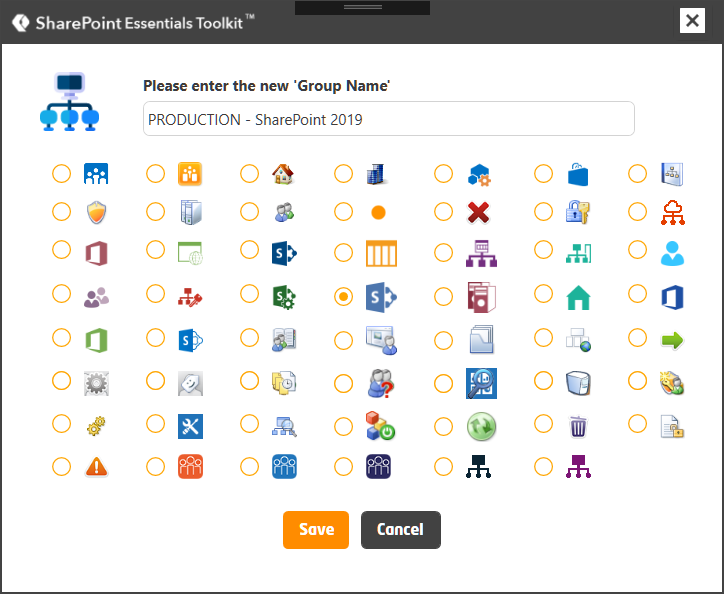 SharePoint Essentials Toolkit™
Please enter the new 'Group Name'
PRODUCTION - SharePoint 2019
Save
Cancel